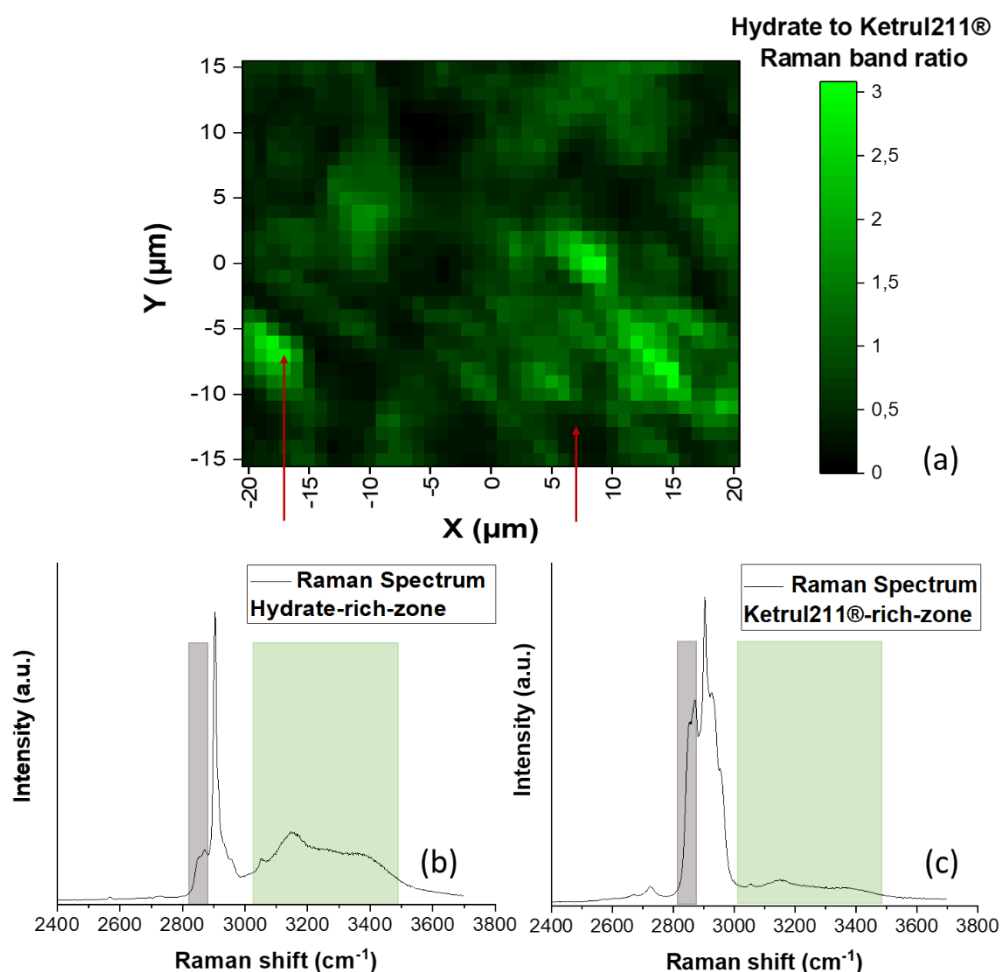 Hydrate to Ketrul211®
Raman band ratio
15
10
5
0
-5
-10
-15
Y (µm)
-20
-15
-10
-5
0
5
10
15
20
X (µm)
3
2,5
2
1,5
1
0,5
0
(a)
Raman Spectrum
Hydrate-rich-zone
Intensity (a.u.)
(b)
2400 2600 2800 3000 3200 3400 3600 3800
Raman shift (cm⁻¹)
Raman Spectrum
Ketrul211®-rich-zone
Intensity (a.u.)
(c)
2400 2600 2800 3000 3200 3400 3600 3800
Raman shift (cm⁻¹)